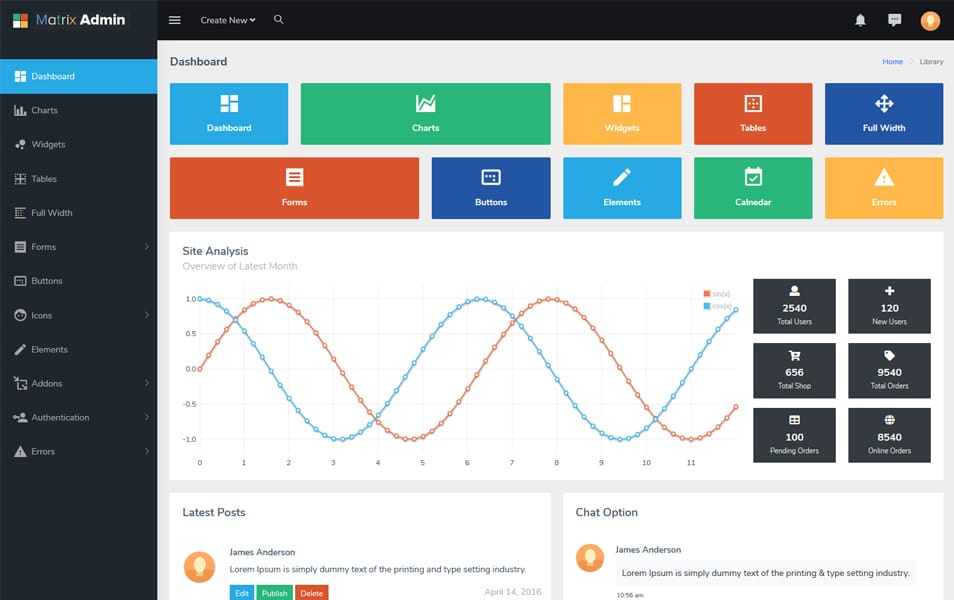 Matrix Admin
Create New
Dashboard
Charts
Widgets
Tables
Full Width
Forms
Buttons
Icons
Elements
Addons
Authentication
Errors
Dashboard
Home
Library
Dashboard
Charts
Widgets
Tables
Full Width
Forms
Buttons
Elements
Calnedar
Errors
Site Analysis
Overview of Latest Month
1.0
0.5
0.0
-0.5
-1.0
0 1 2 3 4 5 6 7 8 9 10 11
sin(x)
cos(x)
2540
Total Users
120
New Users
656
Total Shop
9540
Total Orders
100
Pending Orders
8540
Online Orders
Latest Posts
James Anderson
Lorem Ipsum is simply dummy text of the printing and type setting industry.
Edit Publish Delete
April 14, 2016
Chat Option
James Anderson
Lorem Ipsum is simply dummy text of the printing & type setting industry.
10:56 am